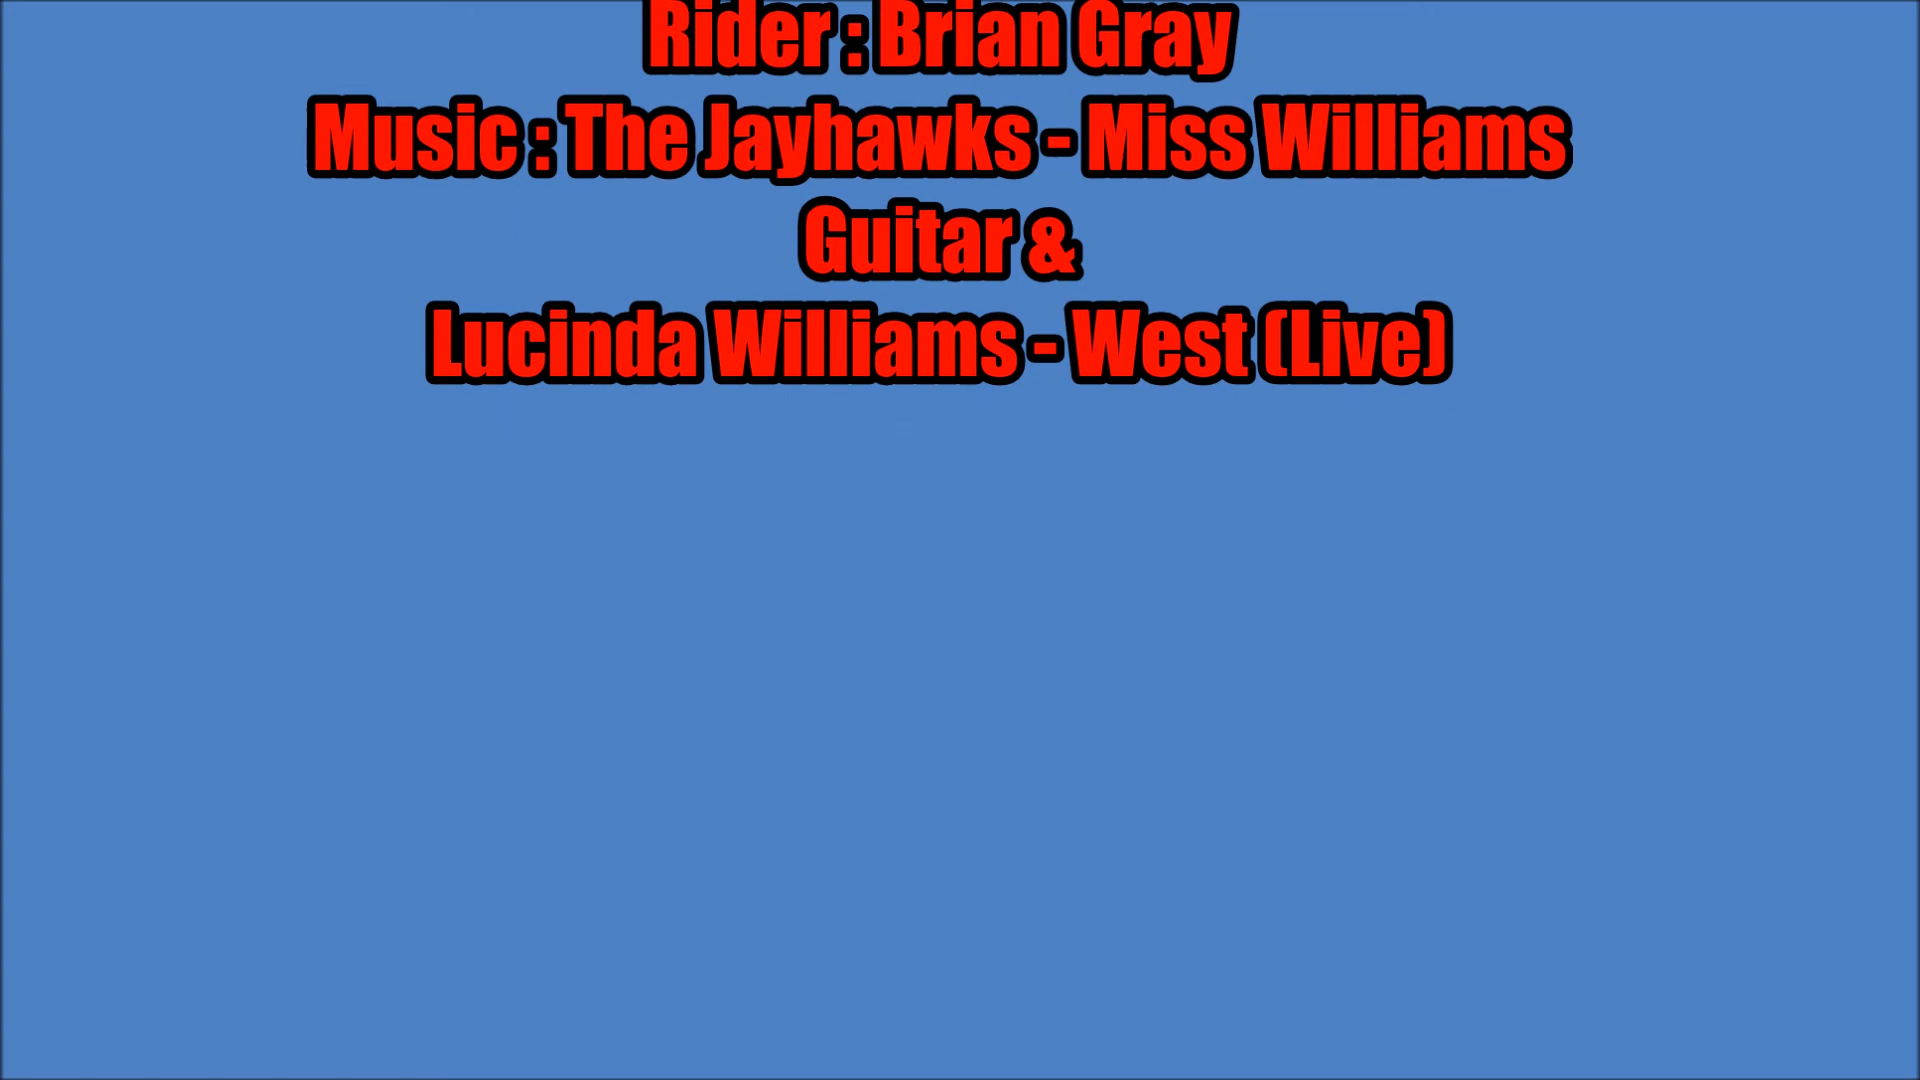 Rider : Brian Gray
Music : The Jayhawks - Miss Williams
Guitar &
Lucinda Williams - West (Live)